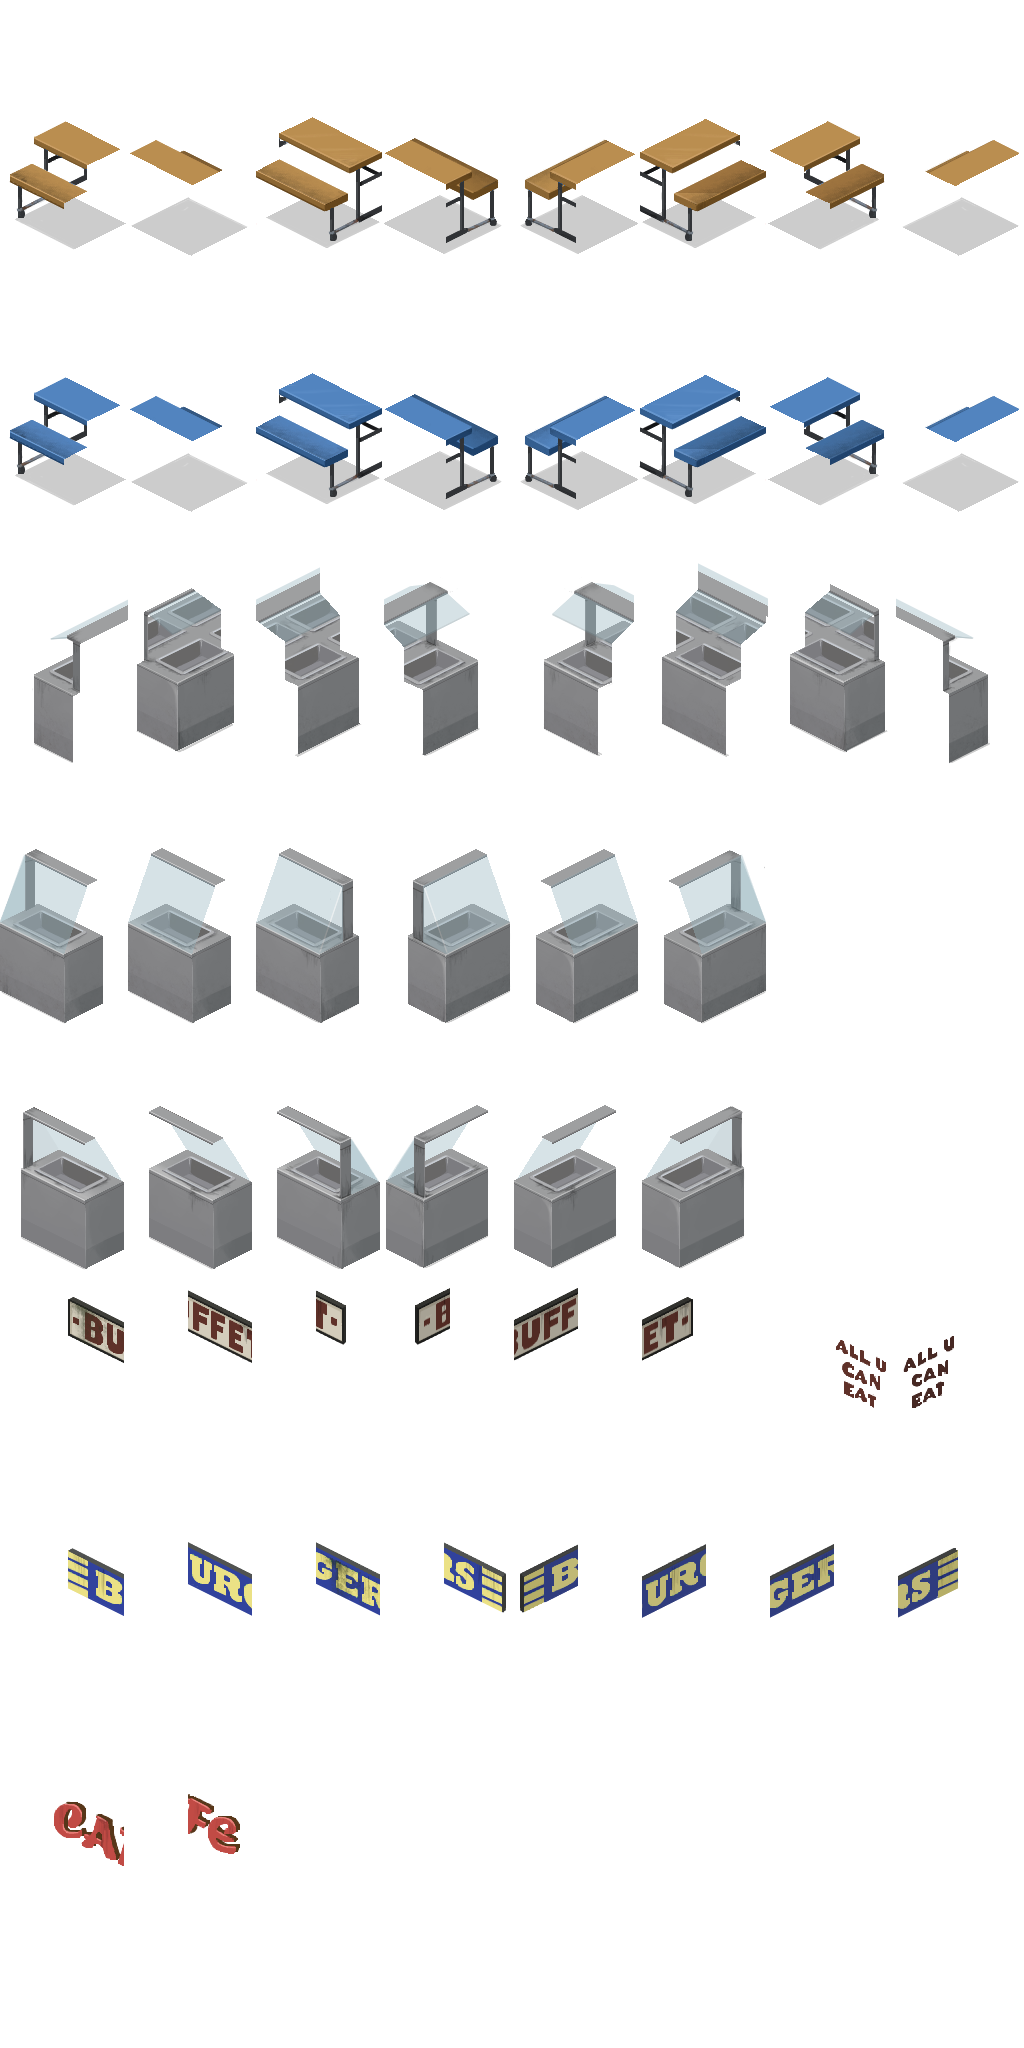 ·BU
FFE
T·
·B
BUFF
ET·
ALL U
CAN
EAT
ALL U
CAN
EAT
B
URG
GER
RS
B
URG
GER
RS
CA
Fe